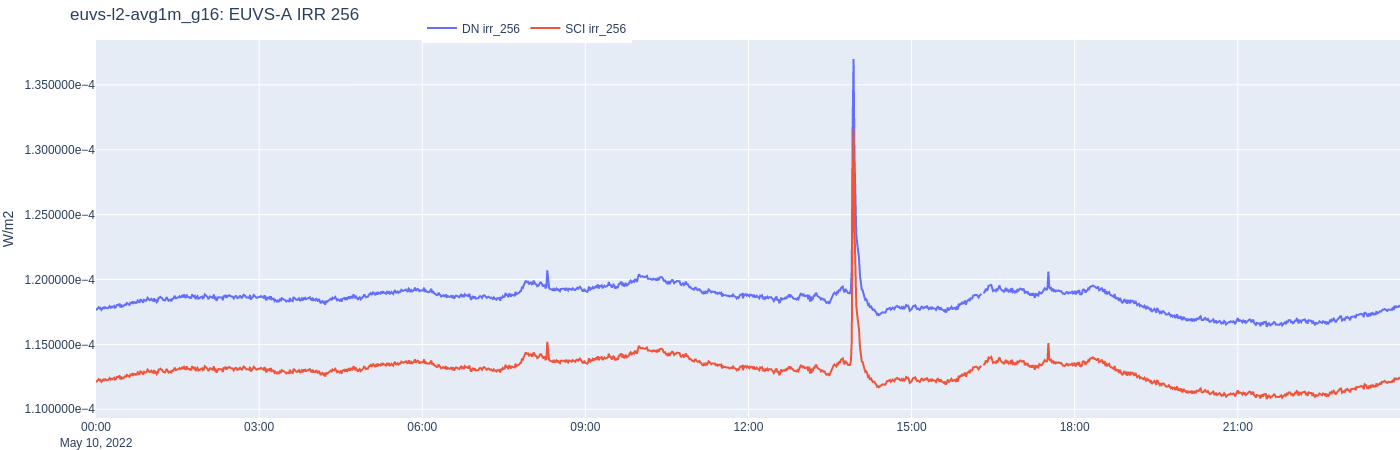 euvs-l2-avg1m_g16: EUVS-A IRR 256
DN irr_256
SCI irr_256
W/m2
1.350000e−4
1.300000e−4
1.250000e−4
1.200000e−4
1.150000e−4
1.100000e−4
00:00
03:00
06:00
09:00
12:00
15:00
18:00
21:00
May 10, 2022